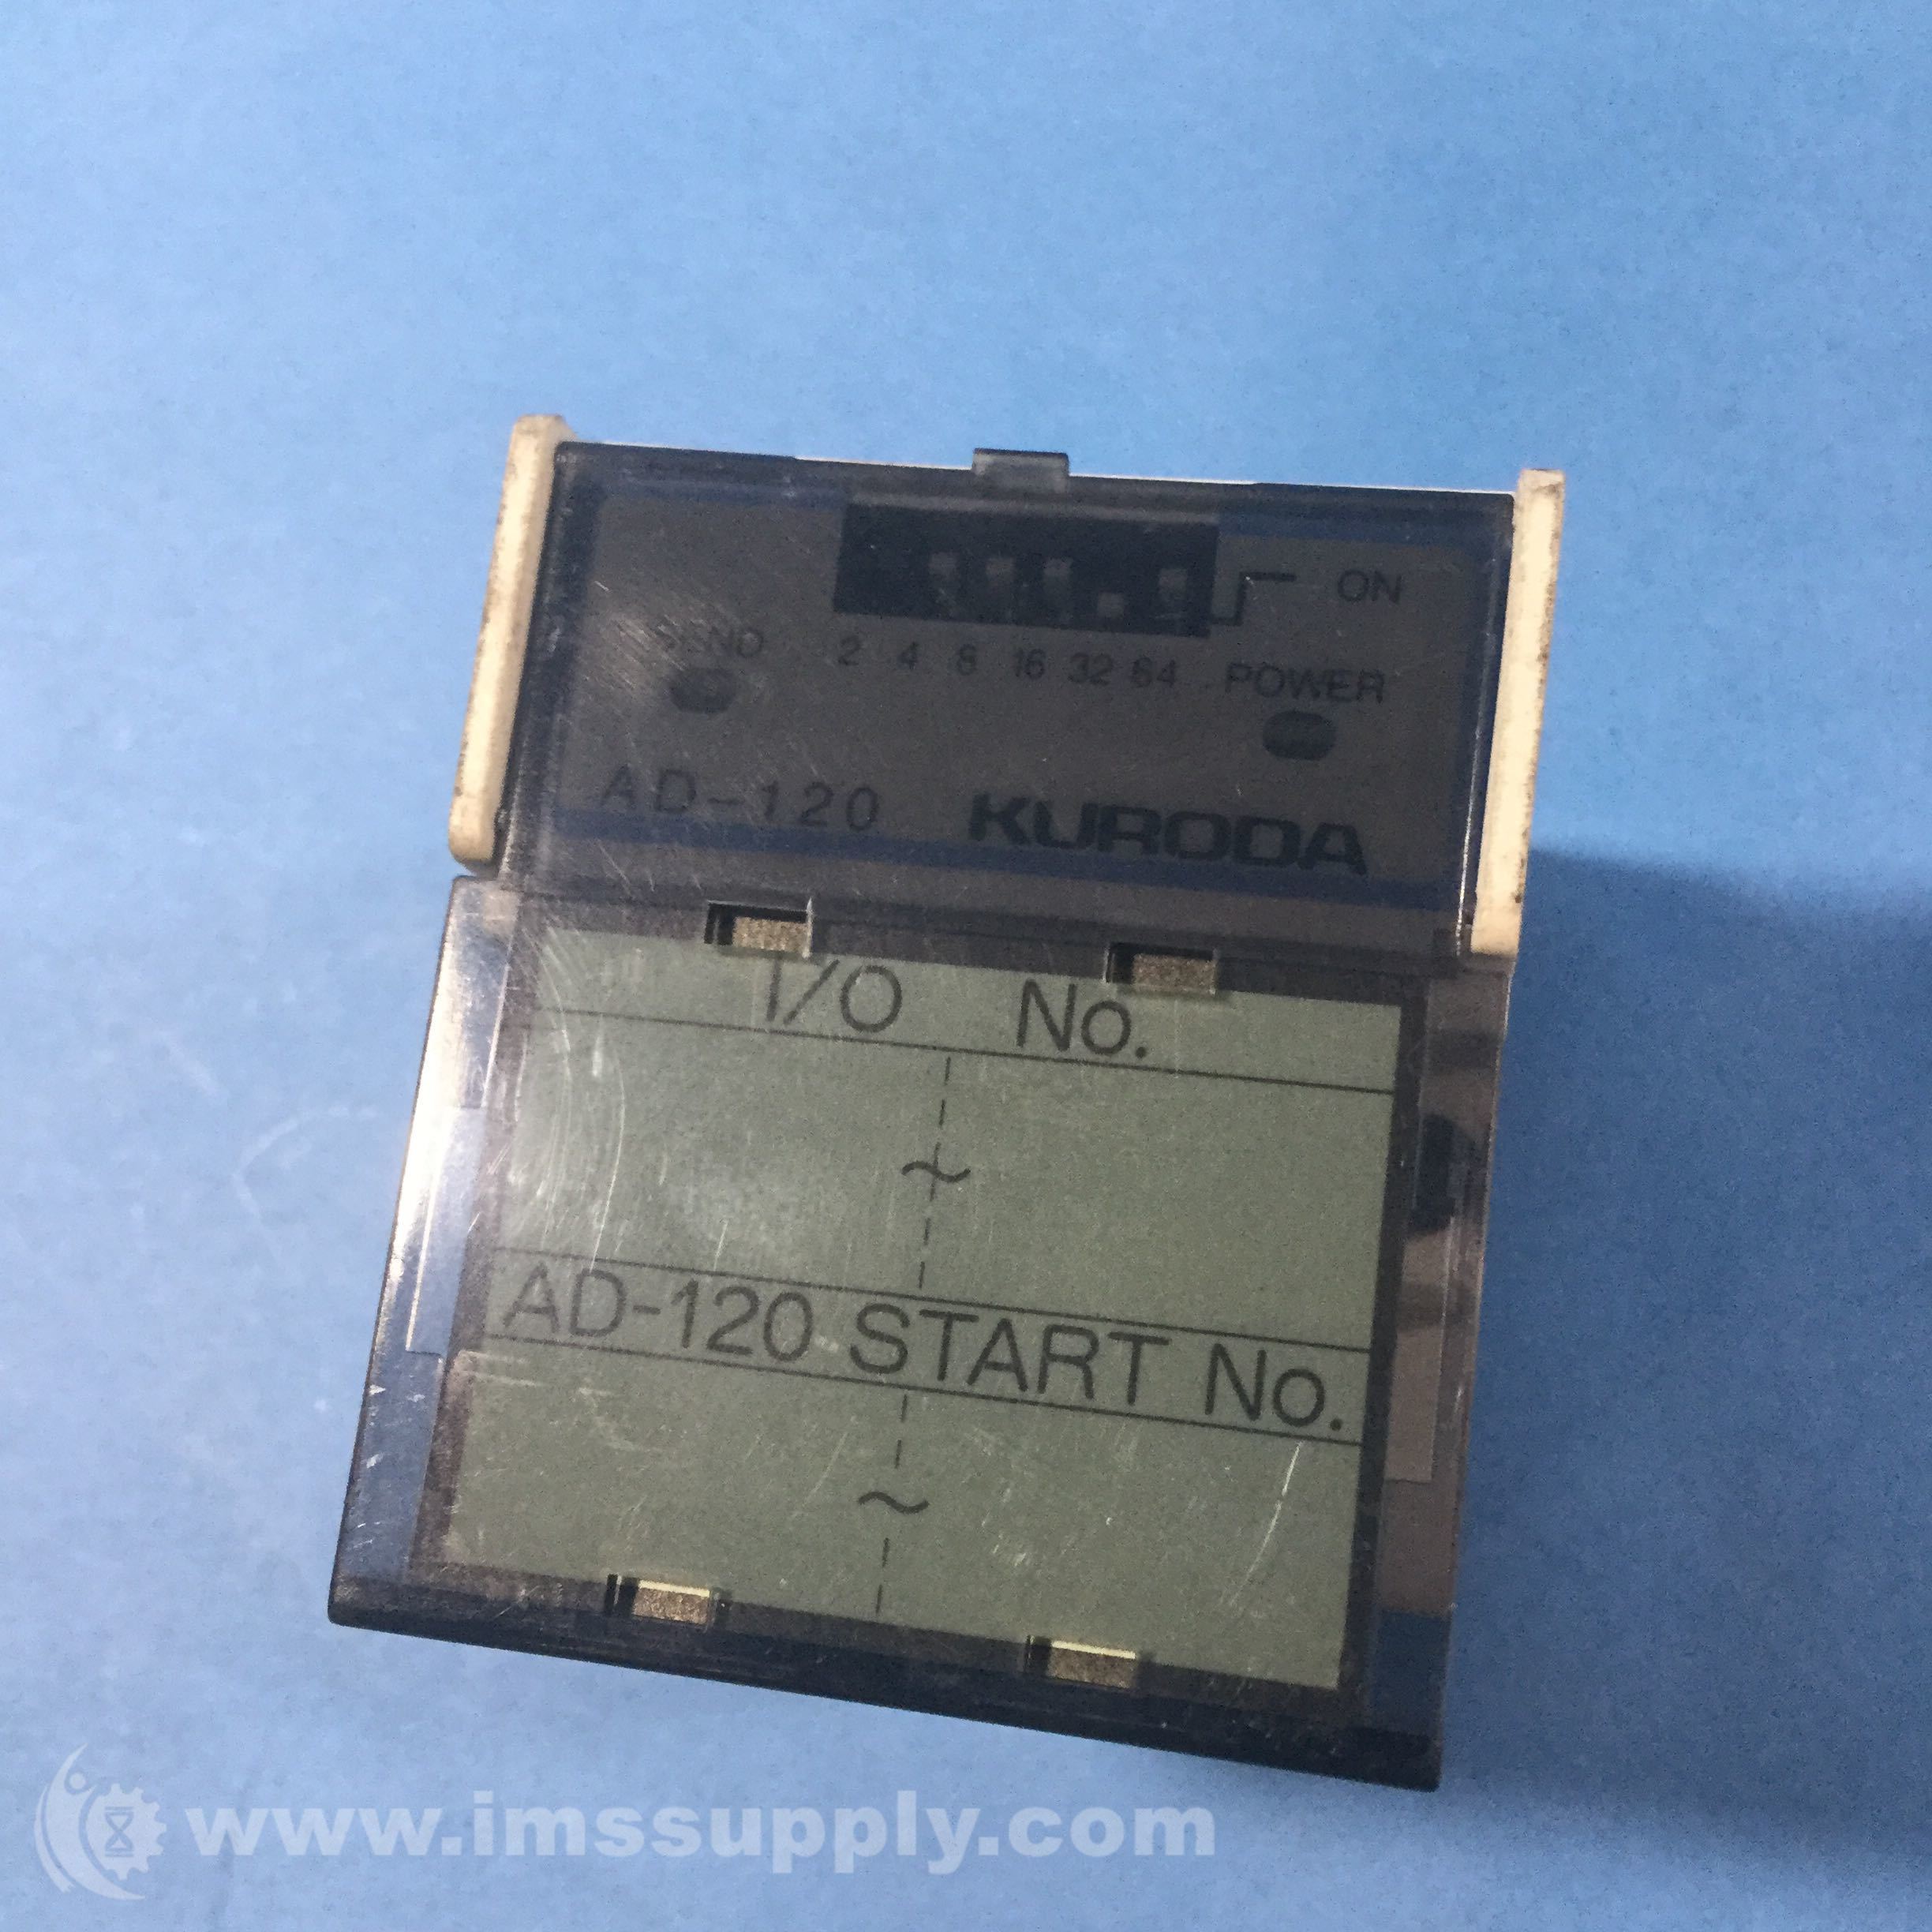 ON
SEND 2 4 8 16 32 64 POWER
AD-120 KURODA
I/O No.
~
AD-120 START No.
~
www.imssupply.com